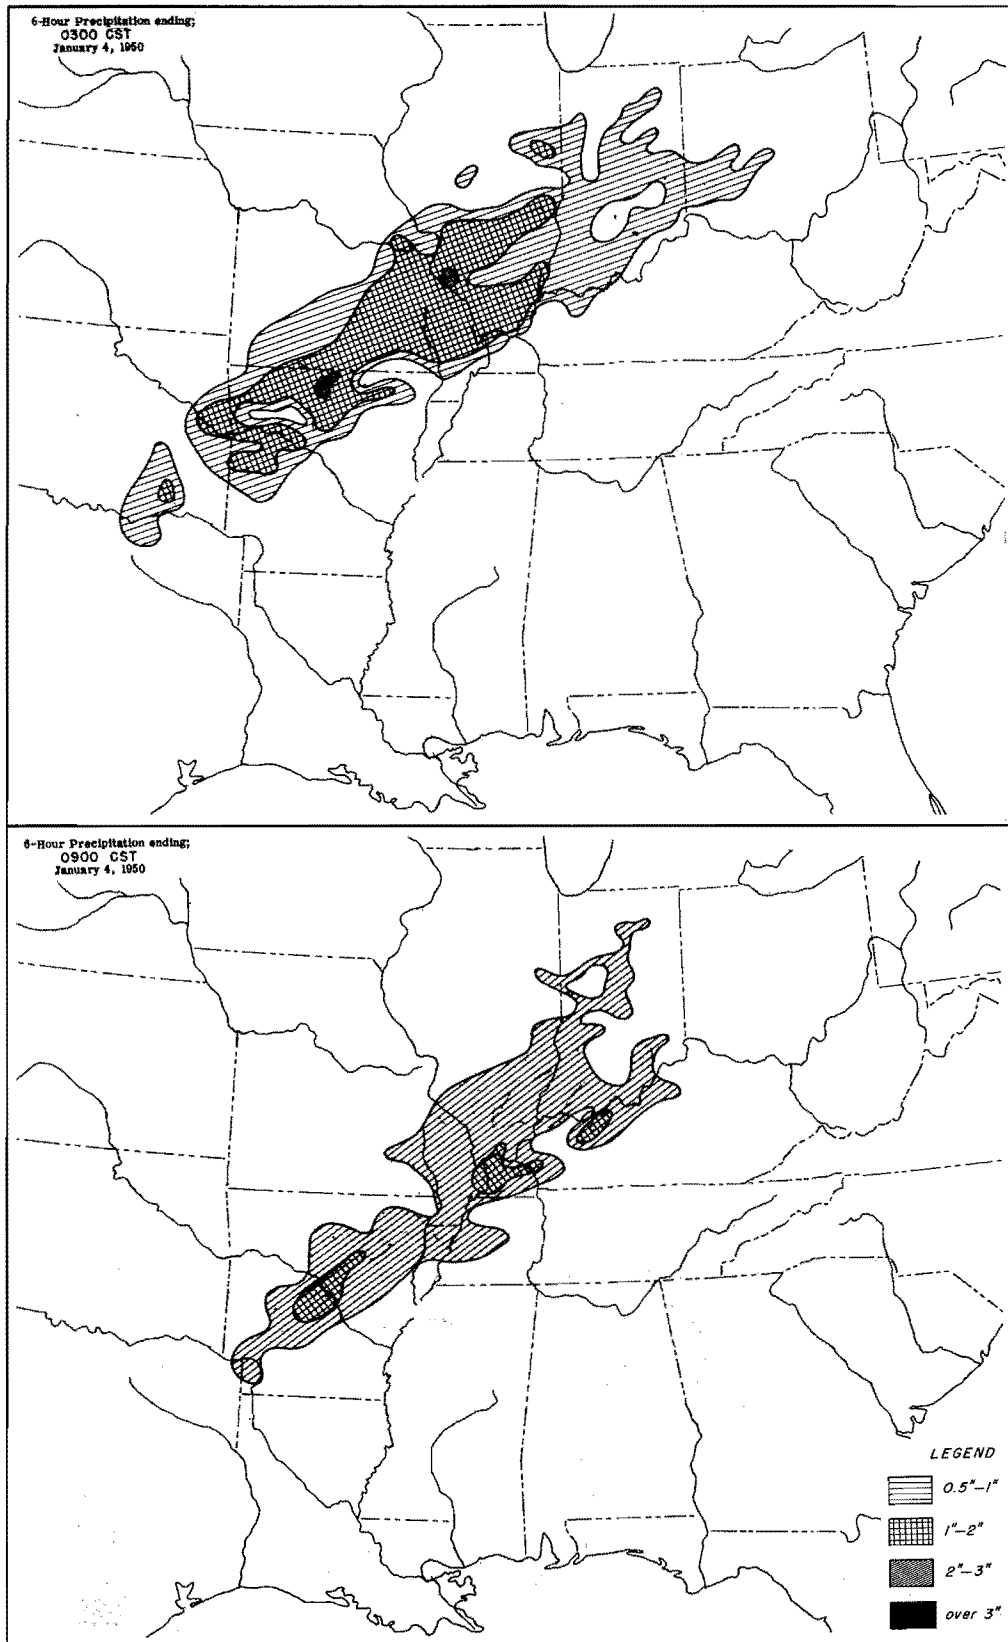 6-Hour Precipitation ending;
0300 CST
January 4, 1950
6-Hour Precipitation ending;
0900 CST
January 4, 1950
LEGEND
0.5"–1"
1"–2"
2"–3"
over 3"